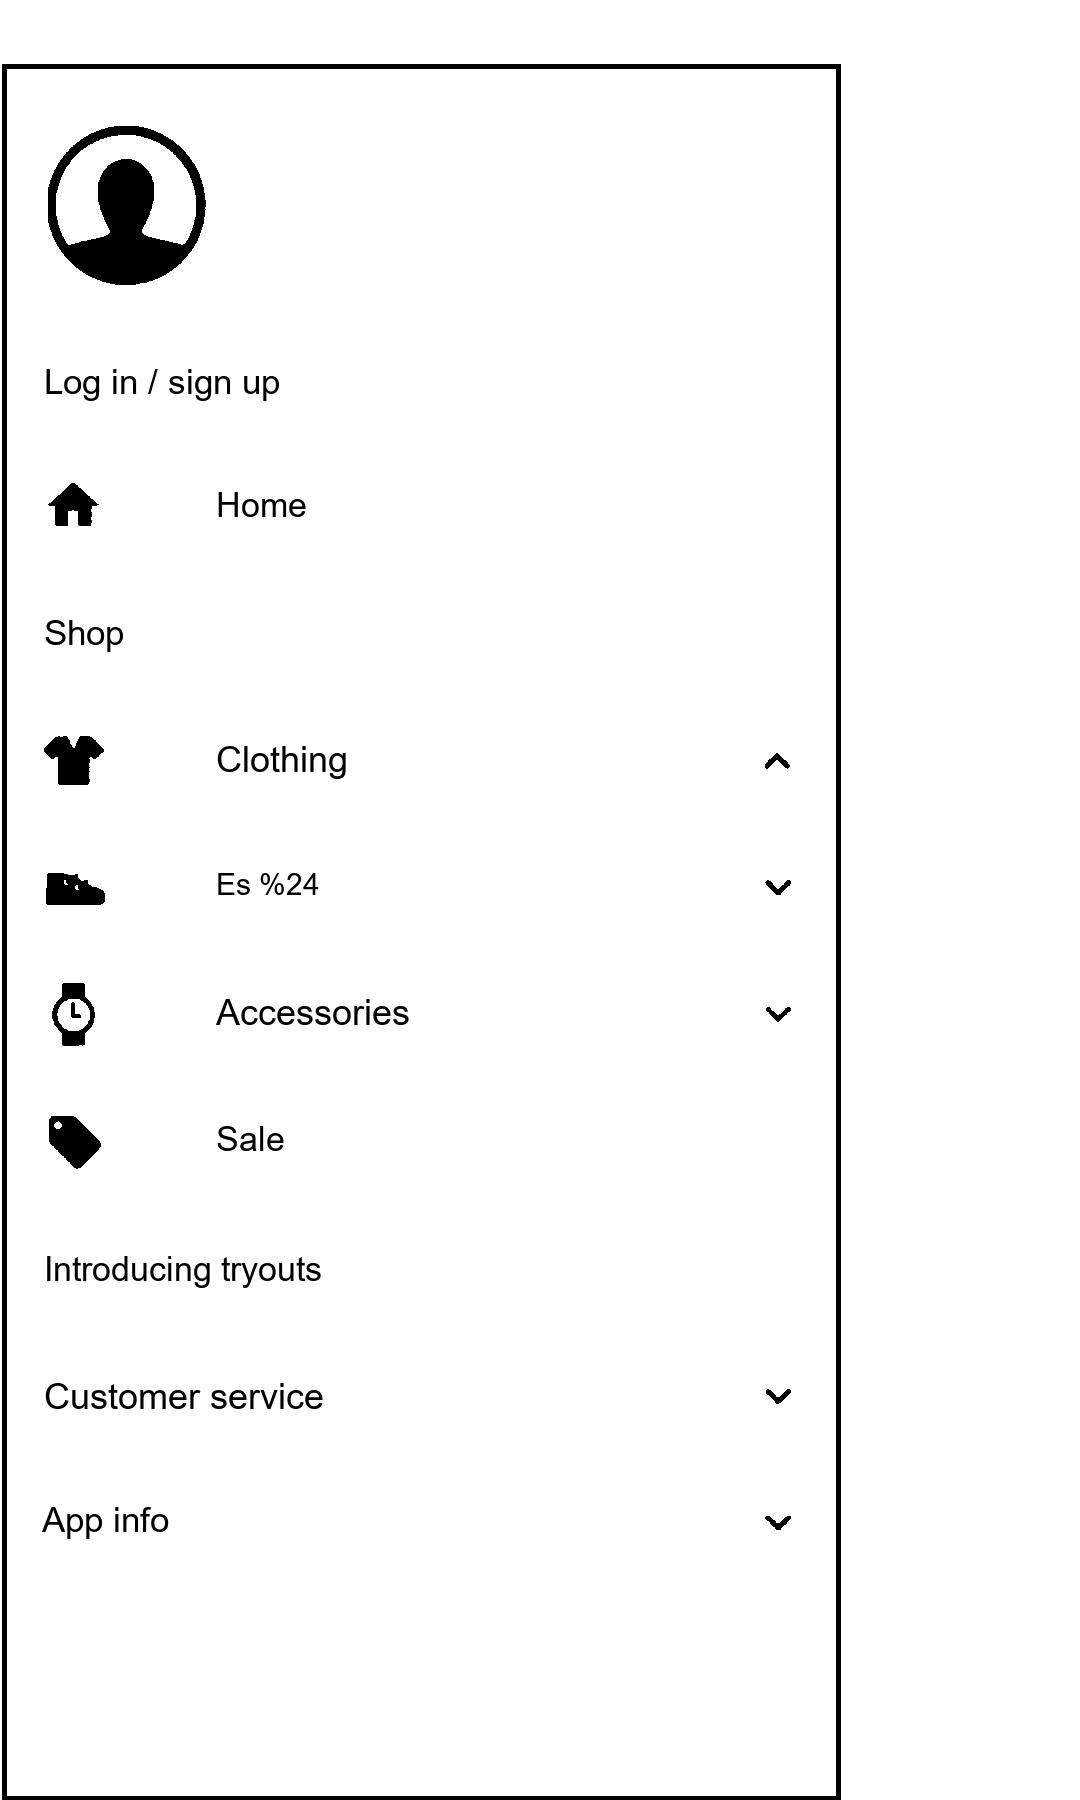 Log in / sign up
Home
Shop
Clothing
Es %24
Accessories
Sale
Introducing tryouts
Customer service
App info